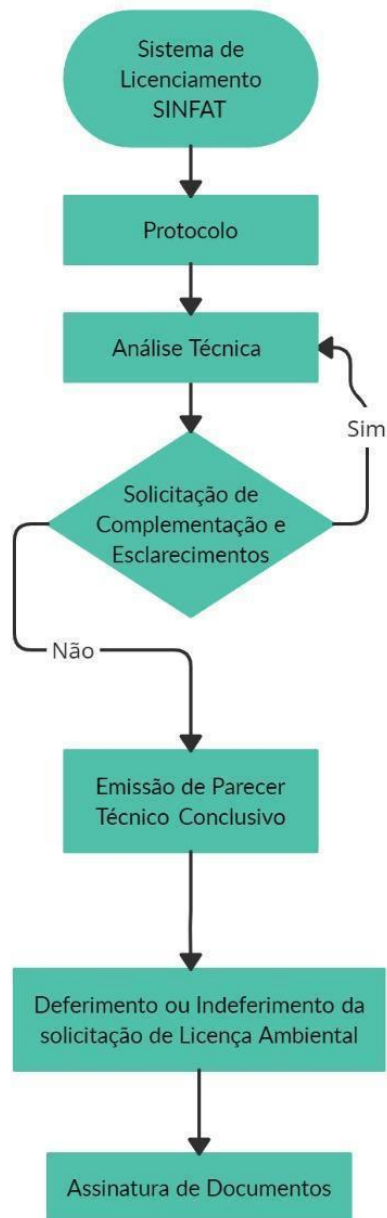 Sistema de
Licenciamento
SINFAT
Protocolo
Análise Técnica
Sim
Solicitação de
Complementação e
Esclarecimentos
Não
Emissão de Parecer
Técnico Conclusivo
Deferimento ou Indeferimento da
solicitação de Licença Ambiental
Assinatura de Documentos